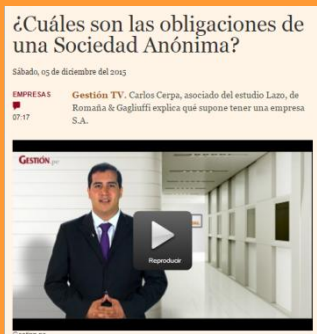 ¿Cuáles son las obligaciones de
una Sociedad Anónima?
Sábado, 05 de diciembre del 2015
EMPRESAS
07:17
Gestión TV. Carlos Cerpa, asociado del estudio Lazo, de
Romaña & Gagliuffi explica qué supone tener una empresa
S.A.
GESTIÓN.pe
Reproducir